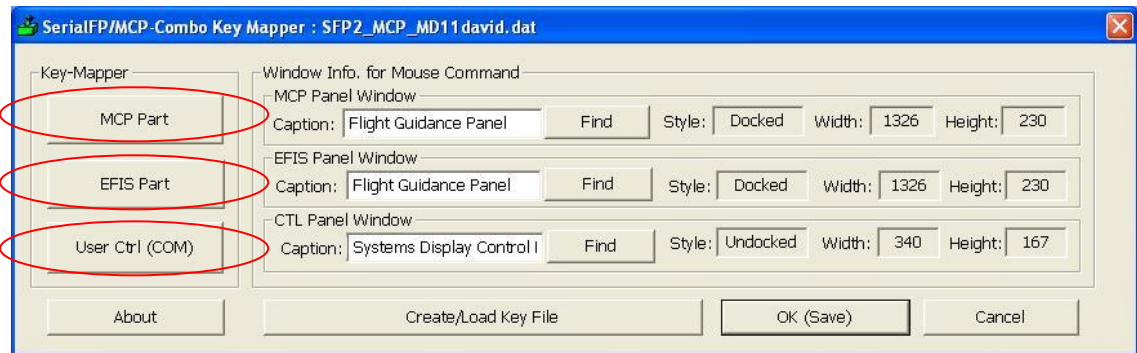 SerialFP/MCP-Combo Key Mapper : SFP2_MCP_MD11david.dat
Key-Mapper
MCP Part
EFIS Part
User Ctrl (COM)
Window Info. for Mouse Command
MCP Panel Window
Caption: Flight Guidance Panel Find Style: Docked Width: 1326 Height: 230
EFIS Panel Window
Caption: Flight Guidance Panel Find Style: Docked Width: 1326 Height: 230
CTL Panel Window
Caption: Systems Display Control Find Style: Undocked Width: 340 Height: 167
About Create/Load Key File OK (Save) Cancel